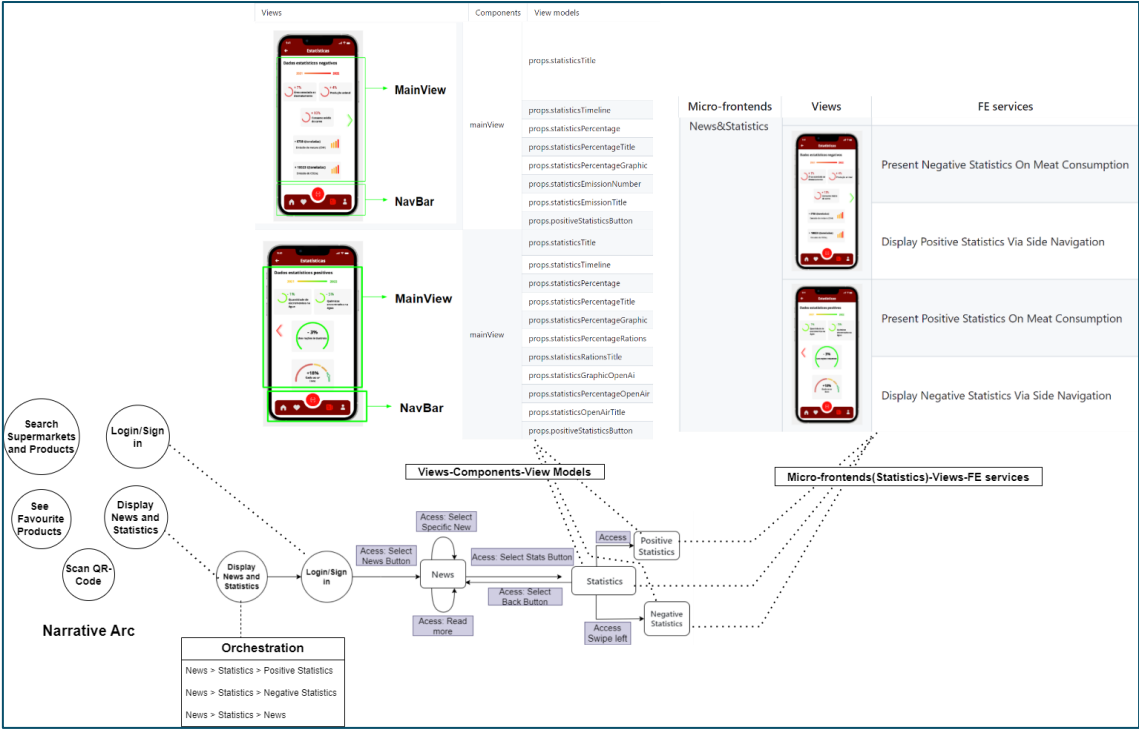 Views
Components
View models
Estatísticas
Dados estatísticos negativos
MainView
NavBar
mainView
props.statisticsTitle
props.statisticsTimeline
props.statisticsPercentage
props.statisticsPercentageTitle
props.statisticsPercentageGraphic
props.statisticsEmissionNumber
props.statisticsEmissionTitle
props.positiveStatisticsButton
Estatísticas
Dados estatísticos positivos
- 3%
+10%
MainView
NavBar
mainView
props.statisticsTitle
props.statisticsTimeline
props.statisticsPercentage
props.statisticsPercentageTitle
props.statisticsPercentageGraphic
props.statisticsPercentageRations
props.statisticsRationsTitle
props.statisticsGraphicOpenAi
props.statisticsPercentageOpenAir
props.statisticsOpenAirTitle
props.positiveStatisticsButton
Micro-frontends
Views
FE services
News&Statistics
Present Negative Statistics On Meat Consumption
Display Positive Statistics Via Side Navigation
Present Positive Statistics On Meat Consumption
Display Negative Statistics Via Side Navigation
Views-Components-View Models
Micro-frontends(Statistics)-Views-FE services
Search
Supermarkets
and Products
Login/Sign
in
See
Favourite
Products
Display
News and
Statistics
Scan QR-
Code
Narrative Arc
Display
News and
Statistics
Login/Sign
in
Acess: Select
News Button
Acess: Select
Specific New
News
Acess: Read
more
Acess: Select Stats Button
Acess: Select
Back Button
Statistics
Access
Positive
Statistics
Access
Swipe left
Negative
Statistics
Orchestration
News > Statistics > Positive Statistics
News > Statistics > Negative Statistics
News > Statistics > News